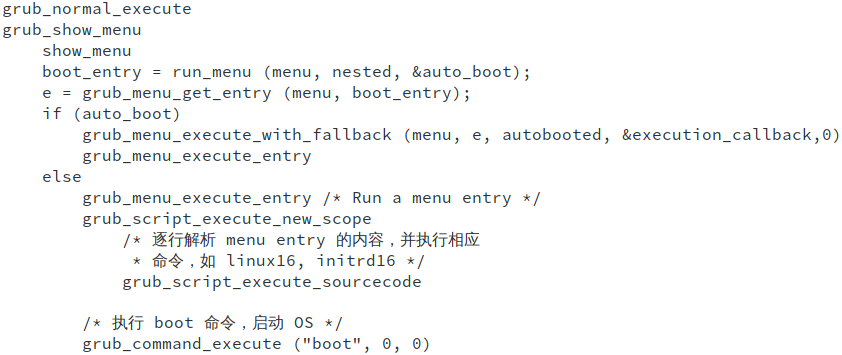 grub_normal_execute
grub_show_menu
    show_menu
    boot_entry = run_menu (menu, nested, &auto_boot);
    e = grub_menu_get_entry (menu, boot_entry);
    if (auto_boot)
        grub_menu_execute_with_fallback (menu, e, autobooted, &execution_callback,0)
        grub_menu_execute_entry
    else
        grub_menu_execute_entry /* Run a menu entry */
        grub_script_execute_new_scope
            /* 逐行解析 menu entry 的内容，并执行相应
             * 命令，如 linux16, initrd16 */
            grub_script_execute_sourcecode

        /* 执行 boot 命令，启动 OS */
        grub_command_execute ("boot", 0, 0)